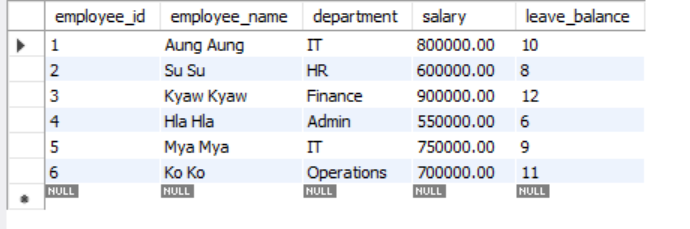 employee_id employee_name department salary leave_balance
1 Aung Aung IT 800000.00 10
2 Su Su HR 600000.00 8
3 Kyaw Kyaw Finance 900000.00 12
4 Hla Hla Admin 550000.00 6
5 Mya Mya IT 750000.00 9
6 Ko Ko Operations 700000.00 11
NULL NULL NULL NULL NULL